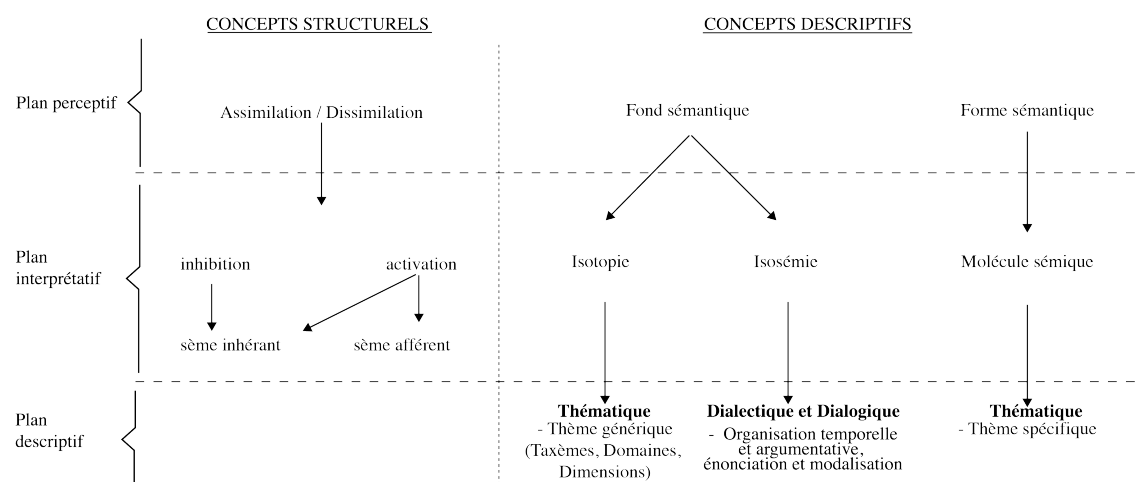 CONCEPTS STRUCTURELS
CONCEPTS DESCRIPTIFS
Plan perceptif
Assimilation / Dissimilation
Fond sémantique
Forme sémantique
Plan
interprétatif
inhibition
activation
Isotopie
Isosémie
Molécule sémique
sème inhérant
sème afférent
Plan
descriptif
Thématique
- Thème générique
(Taxèmes, Domaines,
Dimensions)
Dialectique et Dialogique
- Organisation temporelle
et argumentative,
énonciation et modalisation
Thématique
- Thème spécifique